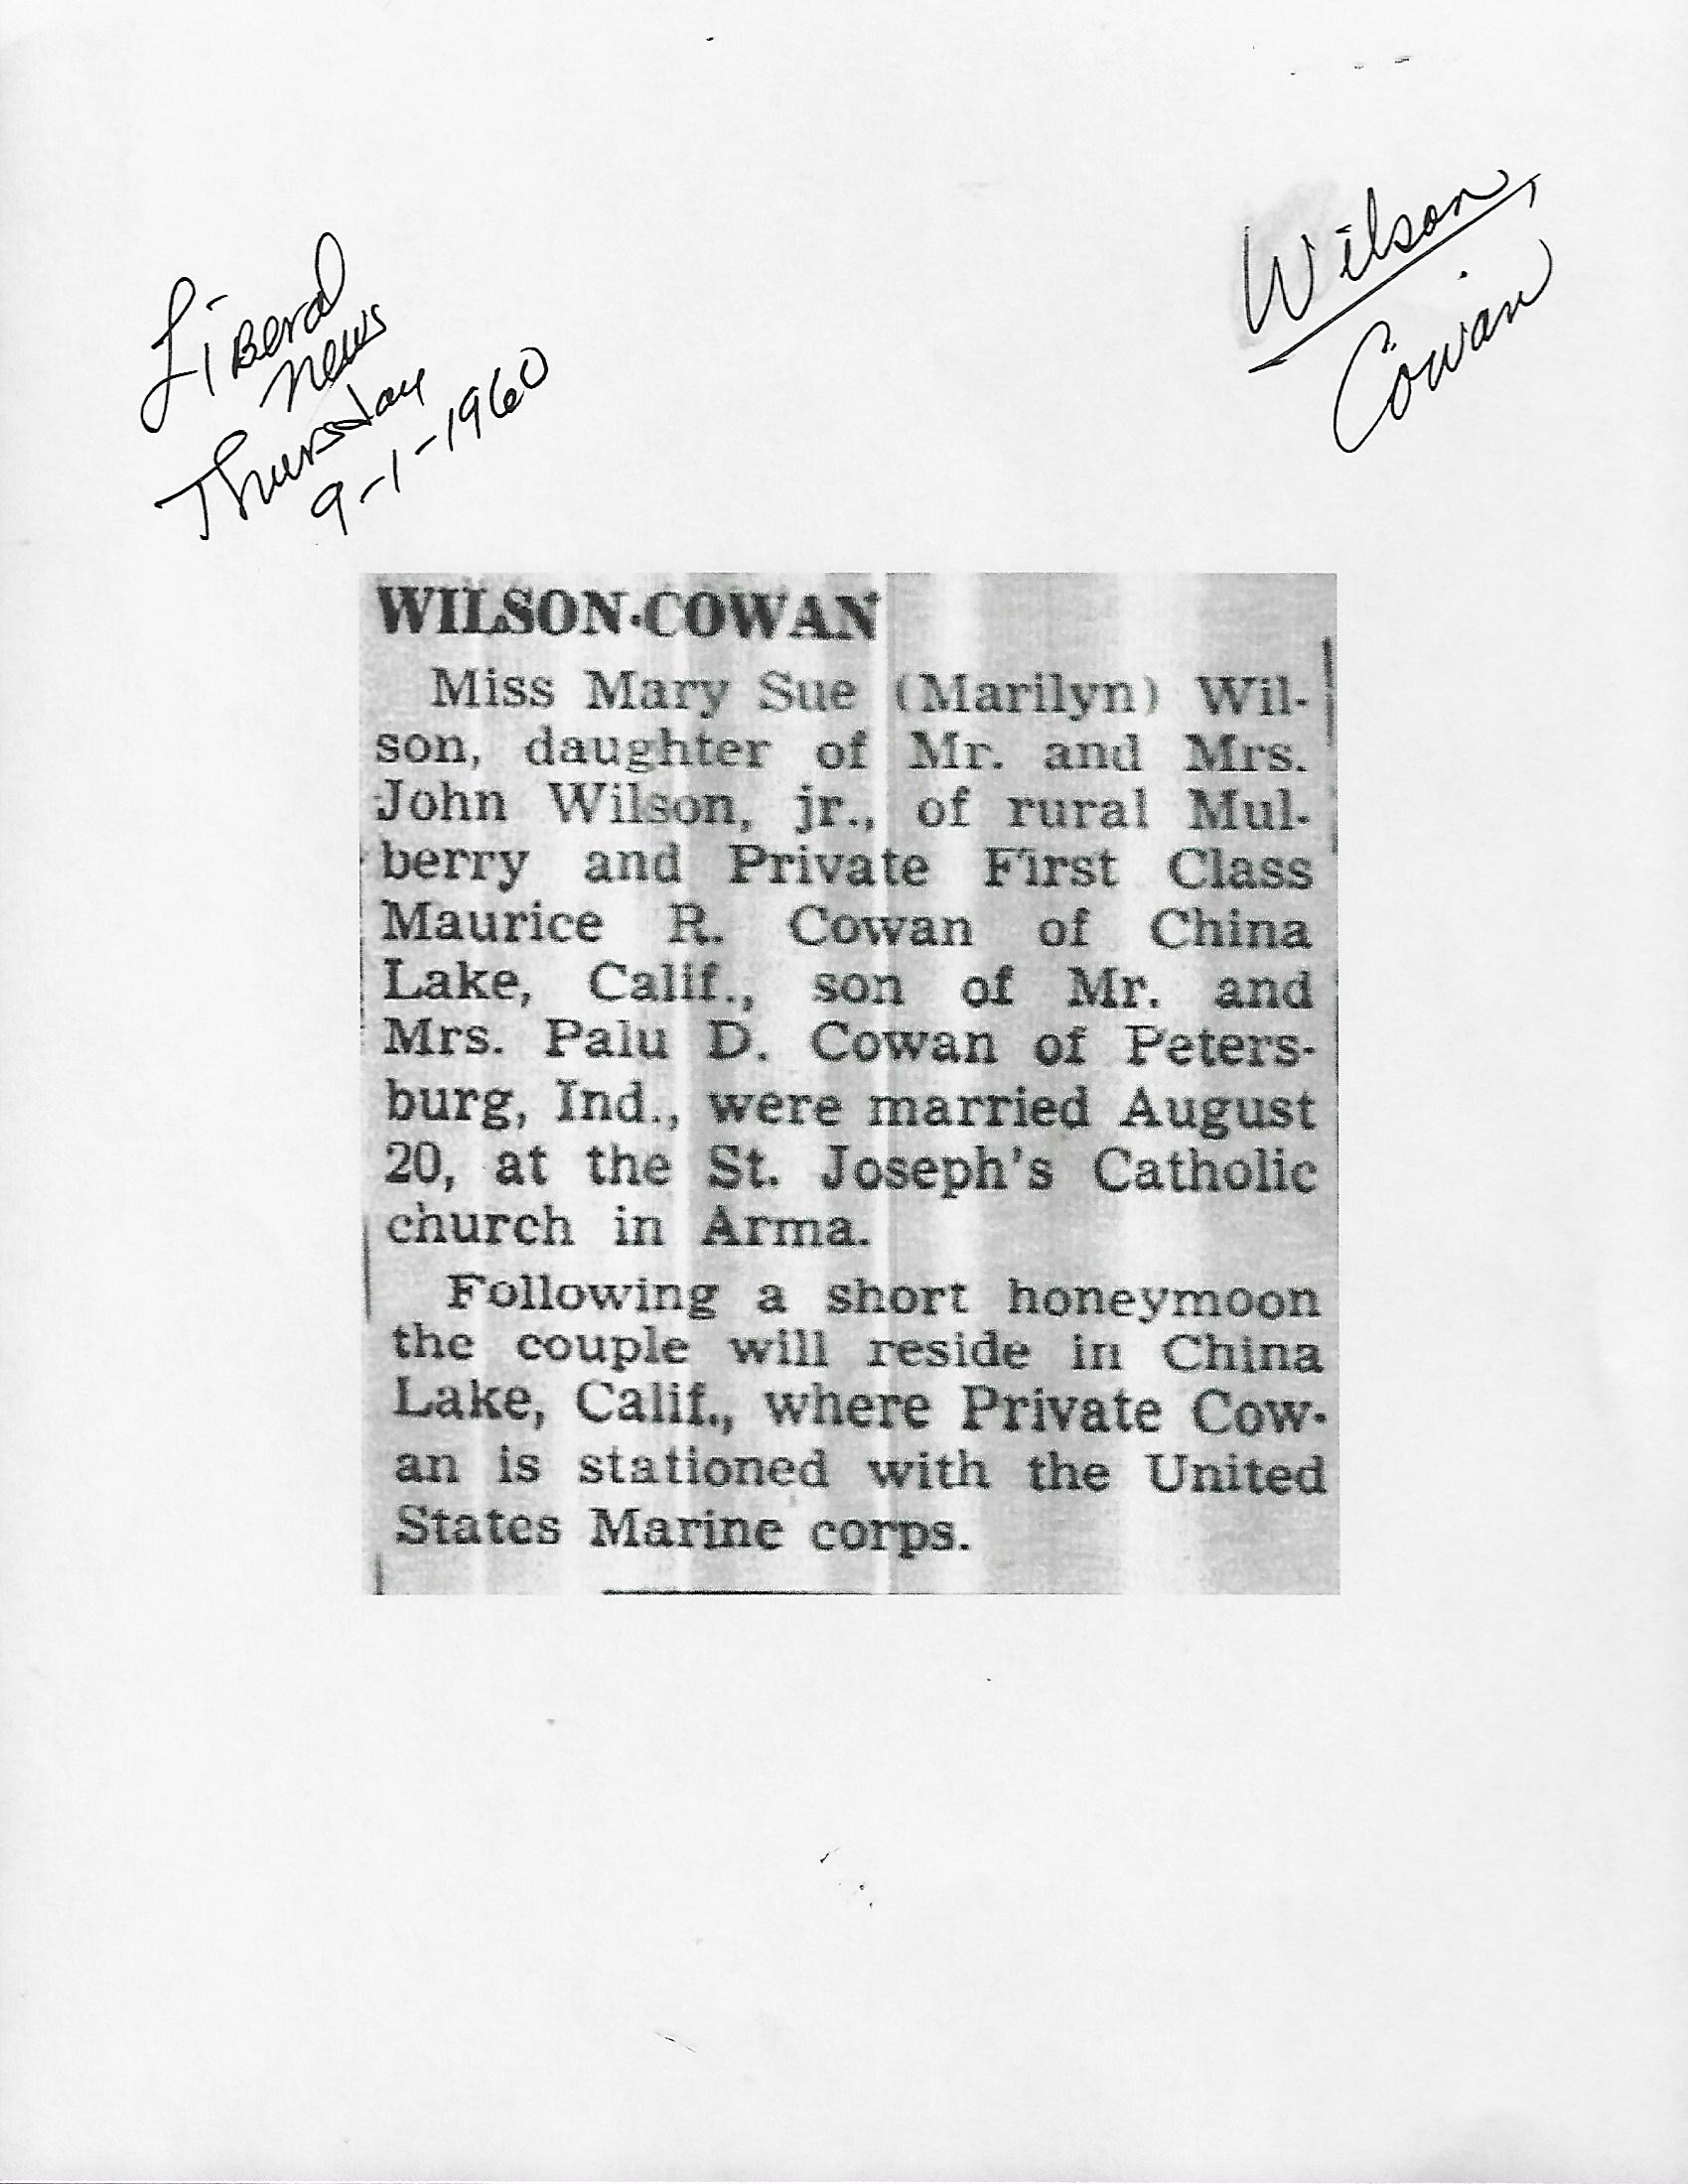 Liberal
News
Thursday
9-1-1960
Wilson,
Cowan
WILSON-COWAN
Miss Mary Sue (Marilyn) Wil-
son, daughter of Mr. and Mrs.
John Wilson, jr., of rural Mul-
berry and Private First Class
Maurice R. Cowan of China
Lake, Calif., son of Mr. and
Mrs. Palu D. Cowan of Peters-
burg, Ind., were married August
20, at the St. Joseph's Catholic
church in Arma.
Following a short honeymoon
the couple will reside in China
Lake, Calif., where Private Cow-
an is stationed with the United
States Marine corps.